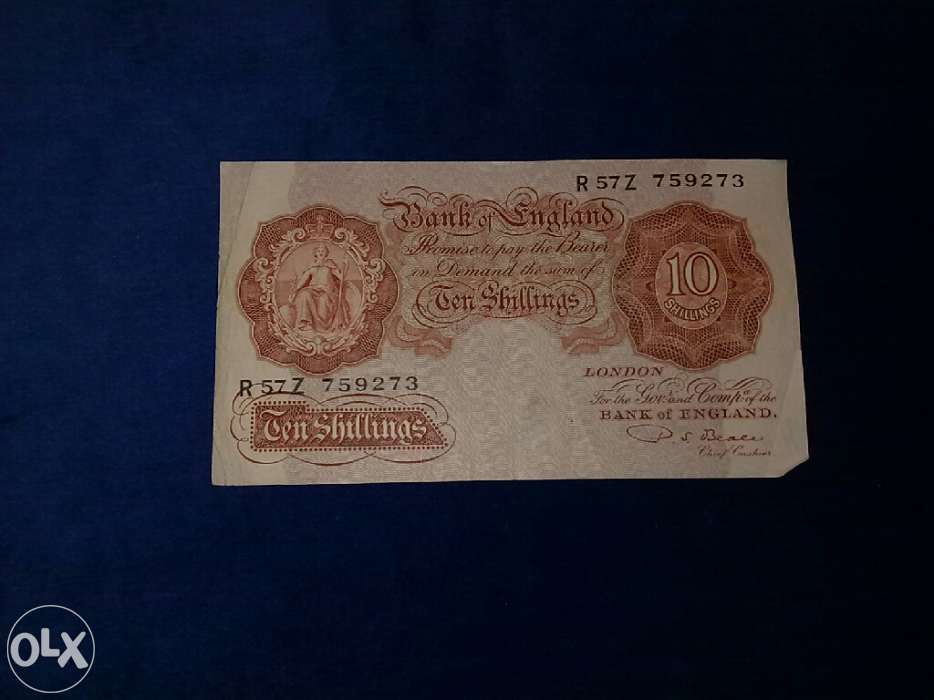 R 57Z 759273
Bank of England
Promise to pay the Bearer
on Demand the sum of
Ten Shillings
10
SHILLINGS
R 57Z 759273
Ten Shillings
LONDON
For the Govr. and Compa. of the
BANK of ENGLAND.
P S Beale
Chief Cashier
OLX